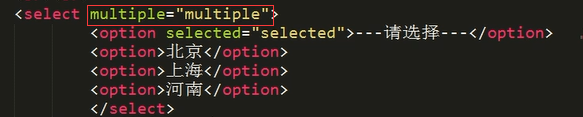 <select multiple="multiple">
<option selected="selected">---请选择---</option>
<option>北京</option>
<option>上海</option>
<option>河南</option>
</select>